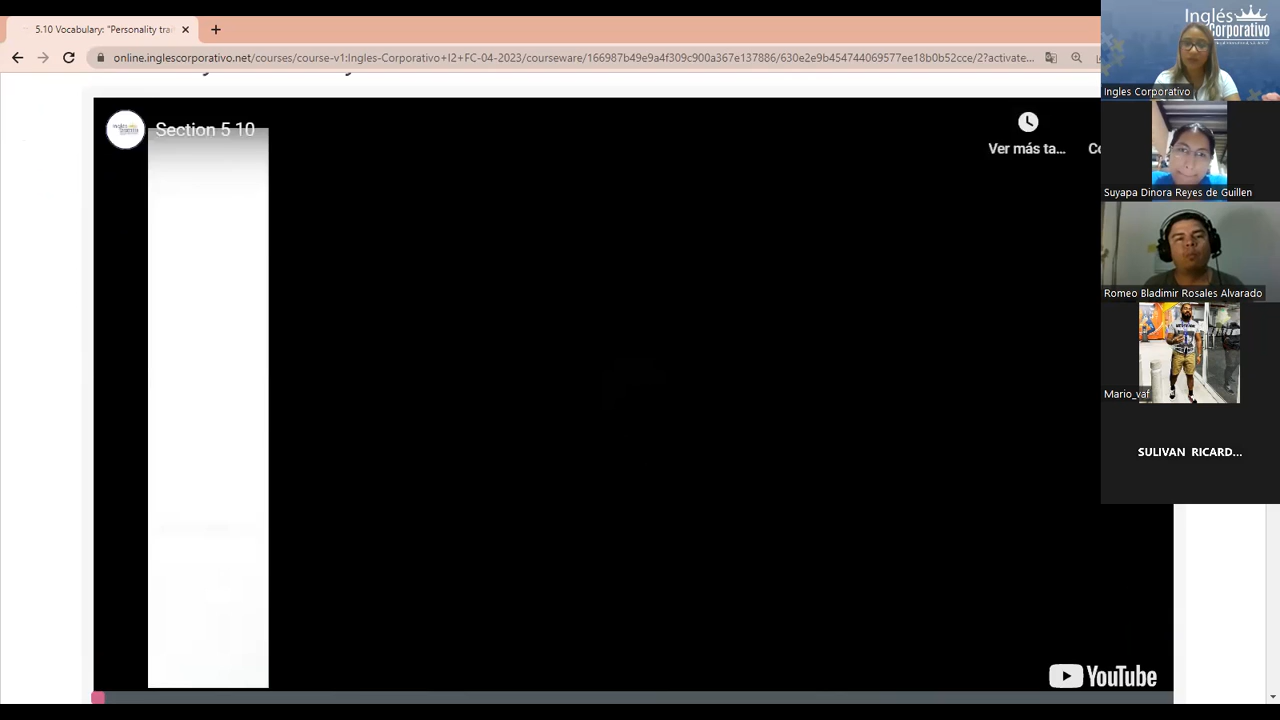 5.10 Vocabulary: "Personality trai
online.inglescorporativo.net/courses/course-v1:Ingles-Corporativo+I2+FC-04-2023/courseware/166987b49e9a4f309c900a367e137886/630e2e9b454744069577ee18b0b52cce/2?activate...
Section 5 10
Ver más ta...
Co
YouTube
Inglés
Corporativo
Ingles Corporativo
Suyapa Dinora Reyes de Guillen
Romeo Bladimir Rosales Alvarado
Mario_vaf
SULIVAN RICARD...